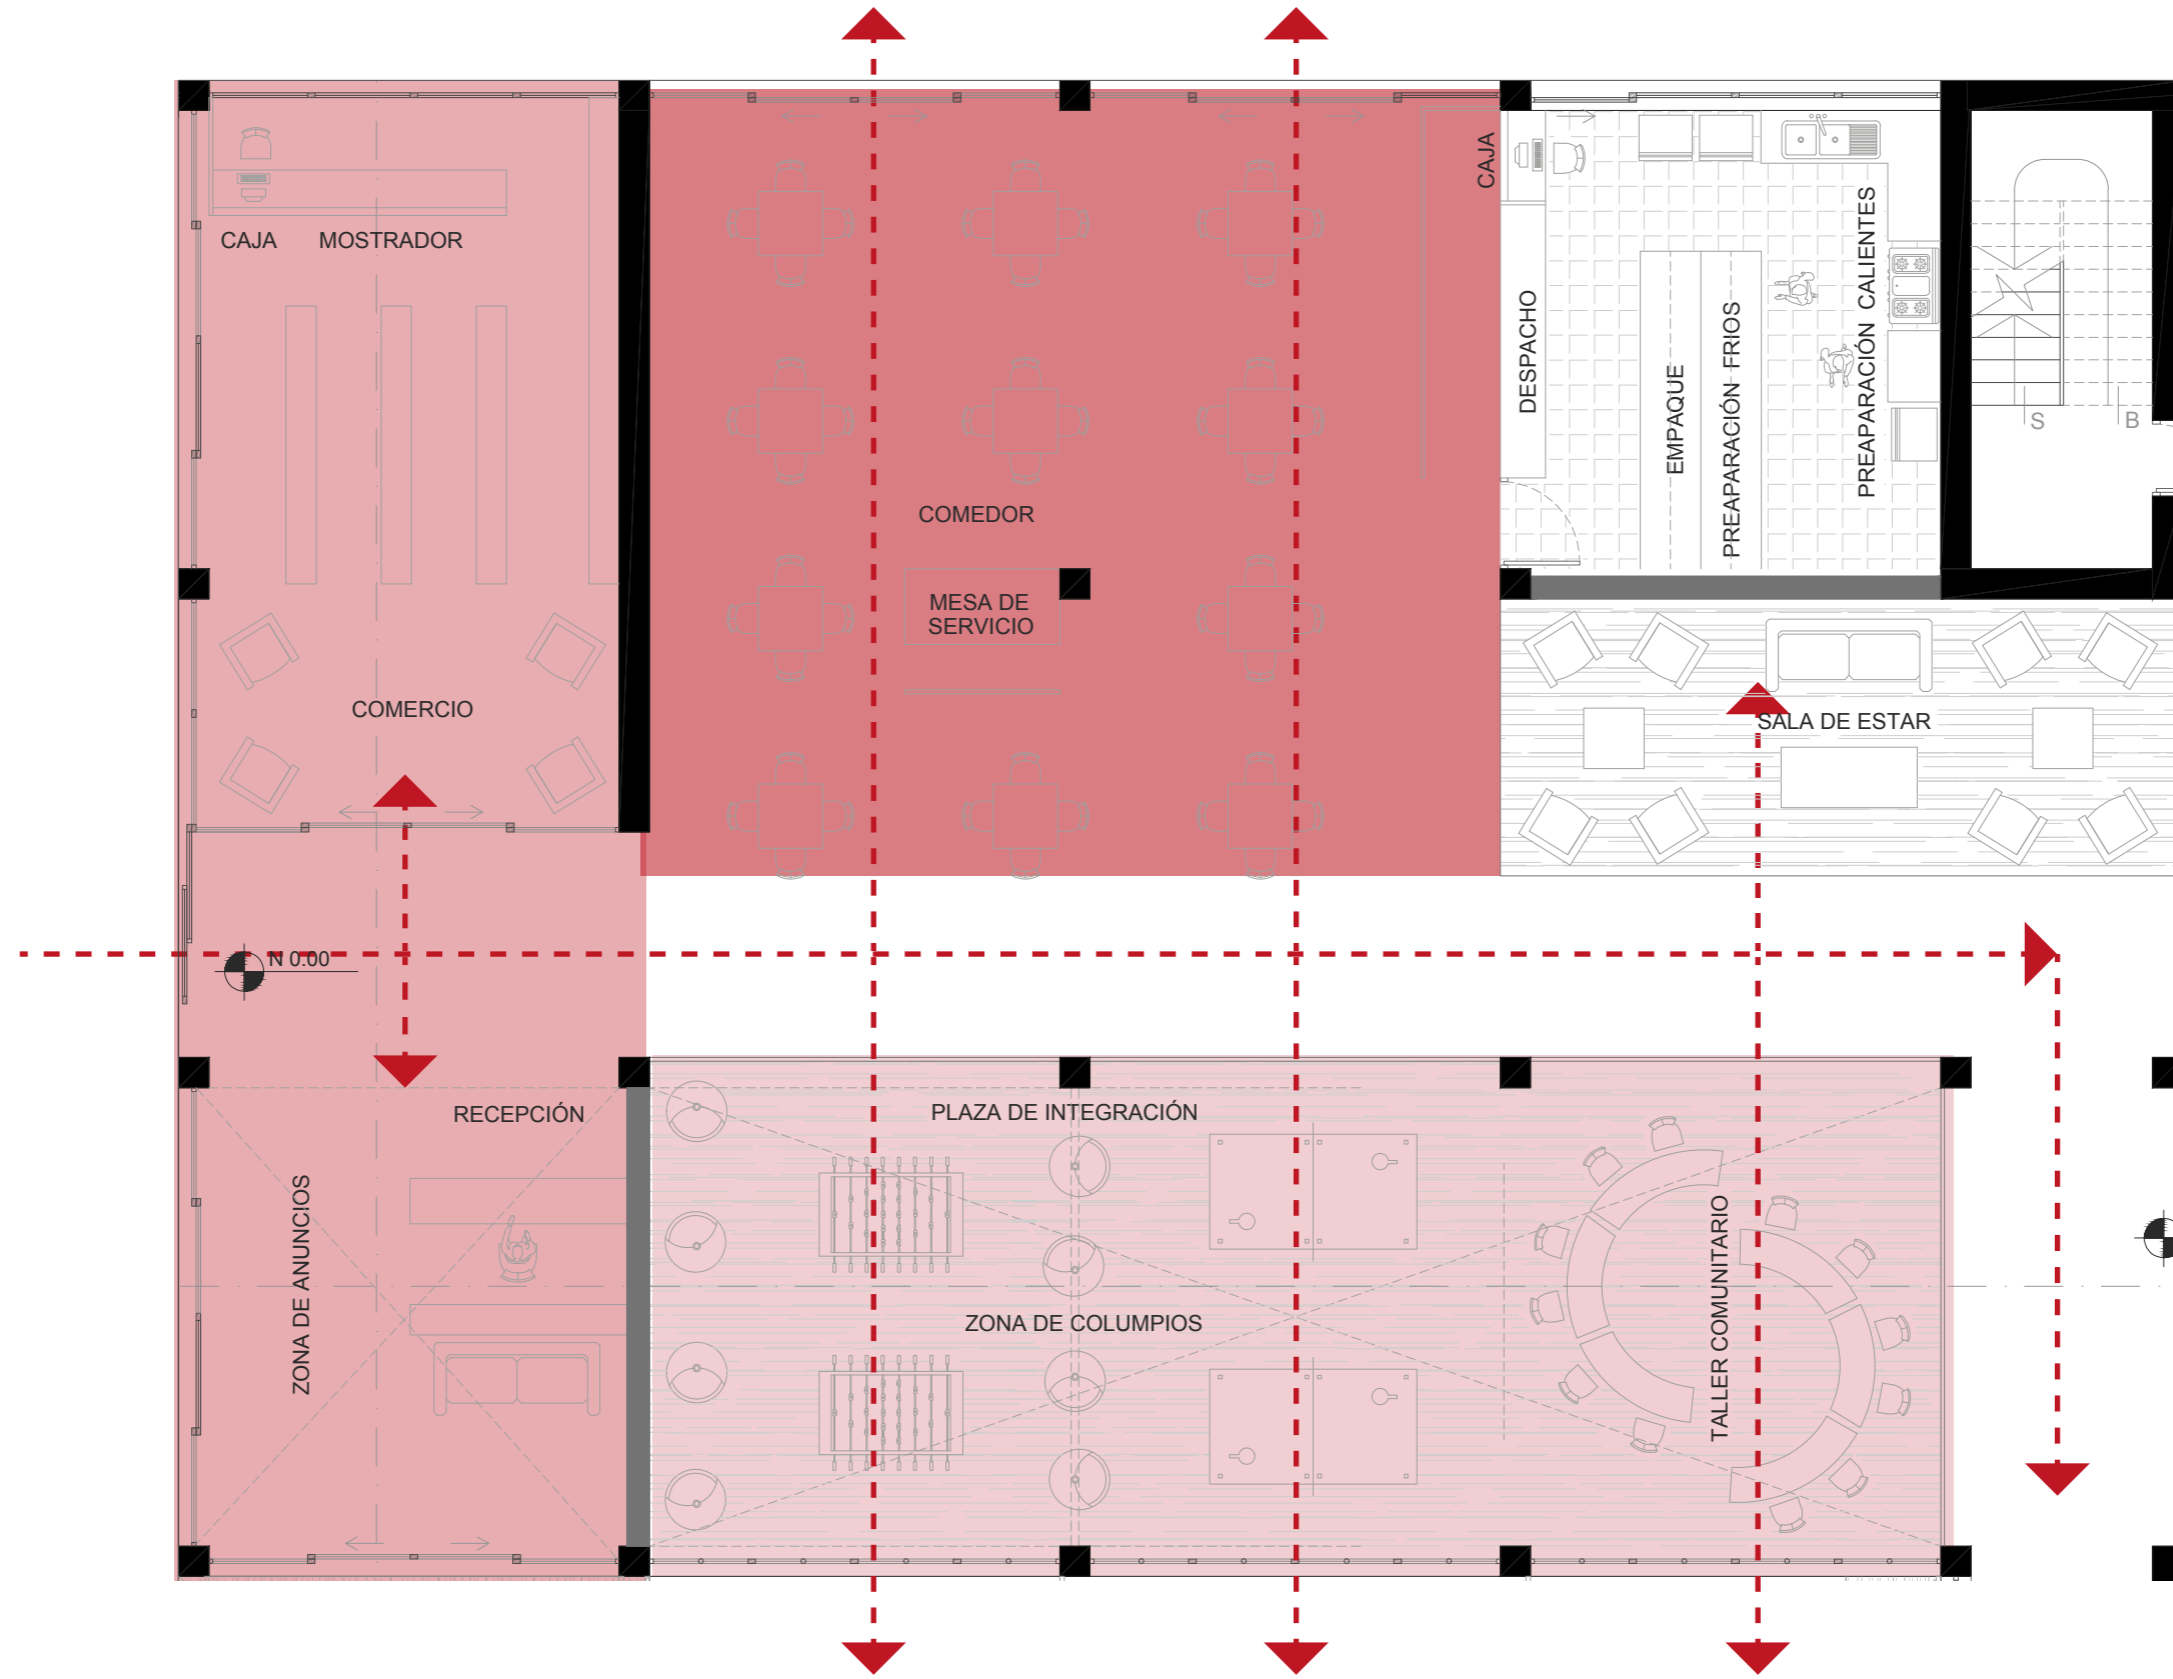 CAJA
MOSTRADOR
COMERCIO
COMEDOR
MESA DE
SERVICIO
CAJA
DESPACHO
EMPAQUE
PREAPARACIÓN FRIOS
PREAPARACIÓN CALIENTES
S
B
SALA DE ESTAR
N 0.00
RECEPCIÓN
ZONA DE ANUNCIOS
PLAZA DE INTEGRACIÓN
ZONA DE COLUMPIOS
TALLER COMUNITARIO